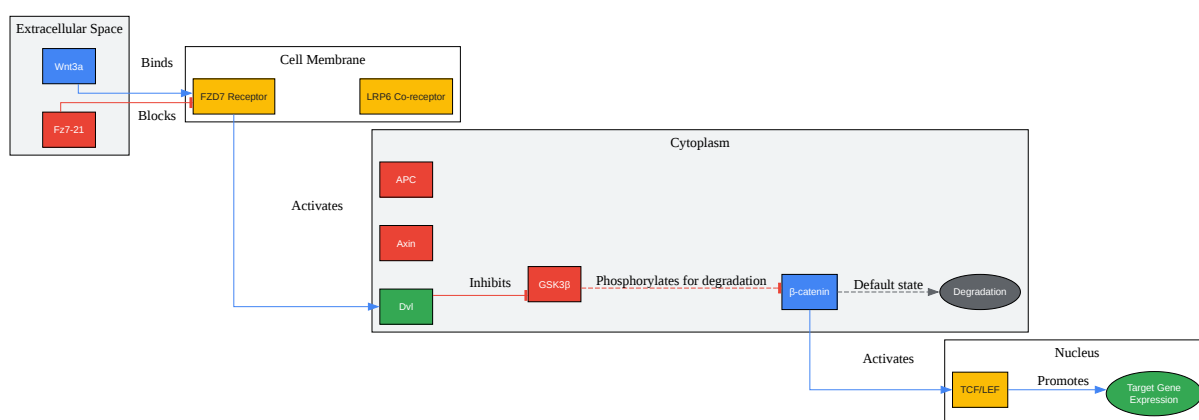 Extracellular Space
Wnt3a
Fz7-21
Binds
Blocks
Cell Membrane
FZD7 Receptor
LRP6 Co-receptor
Activates
Cytoplasm
APC
Axin
Dvl
Inhibits
GSK3β
Phosphorylates for degradation
β-catenin
Default state
Degradation
Activates
Nucleus
TCF/LEF
Promotes
Target Gene
Expression